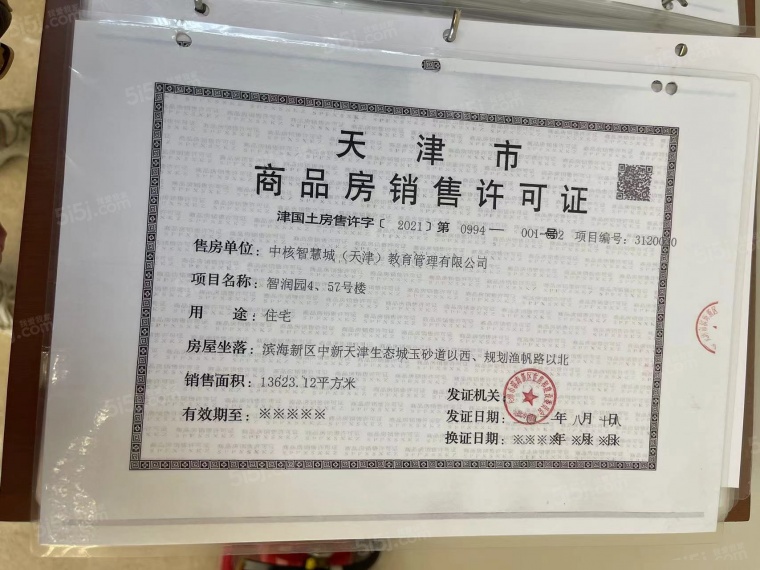 天津市
商品房销售许可证
津国土房售许字〔 2021〕第 0994— 001-号 项目编号:
售房单位：中核智慧城（天津）教育管理有限公司
项目名称：智润园4、57号楼
用 途：住宅
房屋坐落：滨海新区中新天津生态城玉砂道以西、规划渔帆路以北
销售面积：13623.12平方米
发证机关：
有效期至：※※※※※
发证日期： 一年 八月 十 日
换证日期：※※※※年 ※月 ※日